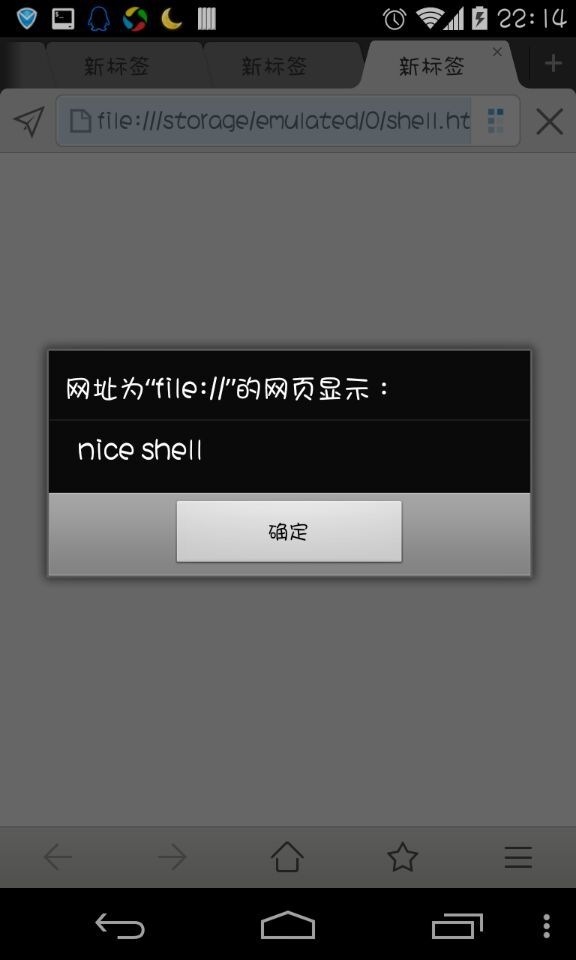 22:14
新标签
新标签
新标签
file:///storage/emulated/0/shell.ht
网址为“file://”的网页显示：
nice shell
确定